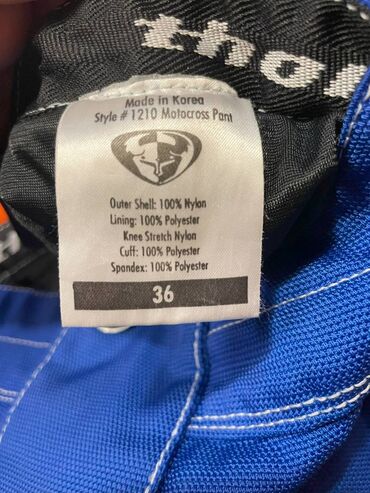 thor
Made in Korea
Style # 1210 Motocross Pant
Outer Shell: 100% Nylon
Lining: 100% Polyester
Knee Stretch Nylon
Cuff: 100% Polyester
Spandex: 100% Polyester
36